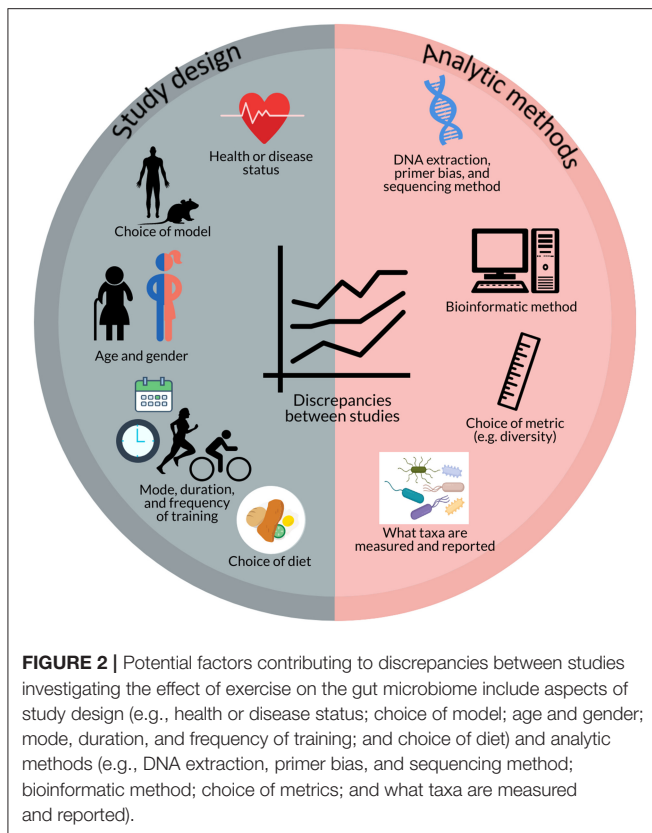 Study design
Analytic methods
Health or disease
status
DNA extraction,
primer bias, and
sequencing method
Choice of model
Bioinformatic method
Age and gender
Discrepancies
between studies
Choice of metric
(e.g. diversity)
Mode, duration,
and frequency
of training
What taxa are
measured and reported
Choice of diet
FIGURE 2 | Potential factors contributing to discrepancies between studies
investigating the effect of exercise on the gut microbiome include aspects of
study design (e.g., health or disease status; choice of model; age and gender;
mode, duration, and frequency of training; and choice of diet) and analytic
methods (e.g., DNA extraction, primer bias, and sequencing method;
bioinformatic method; choice of metrics; and what taxa are measured
and reported).